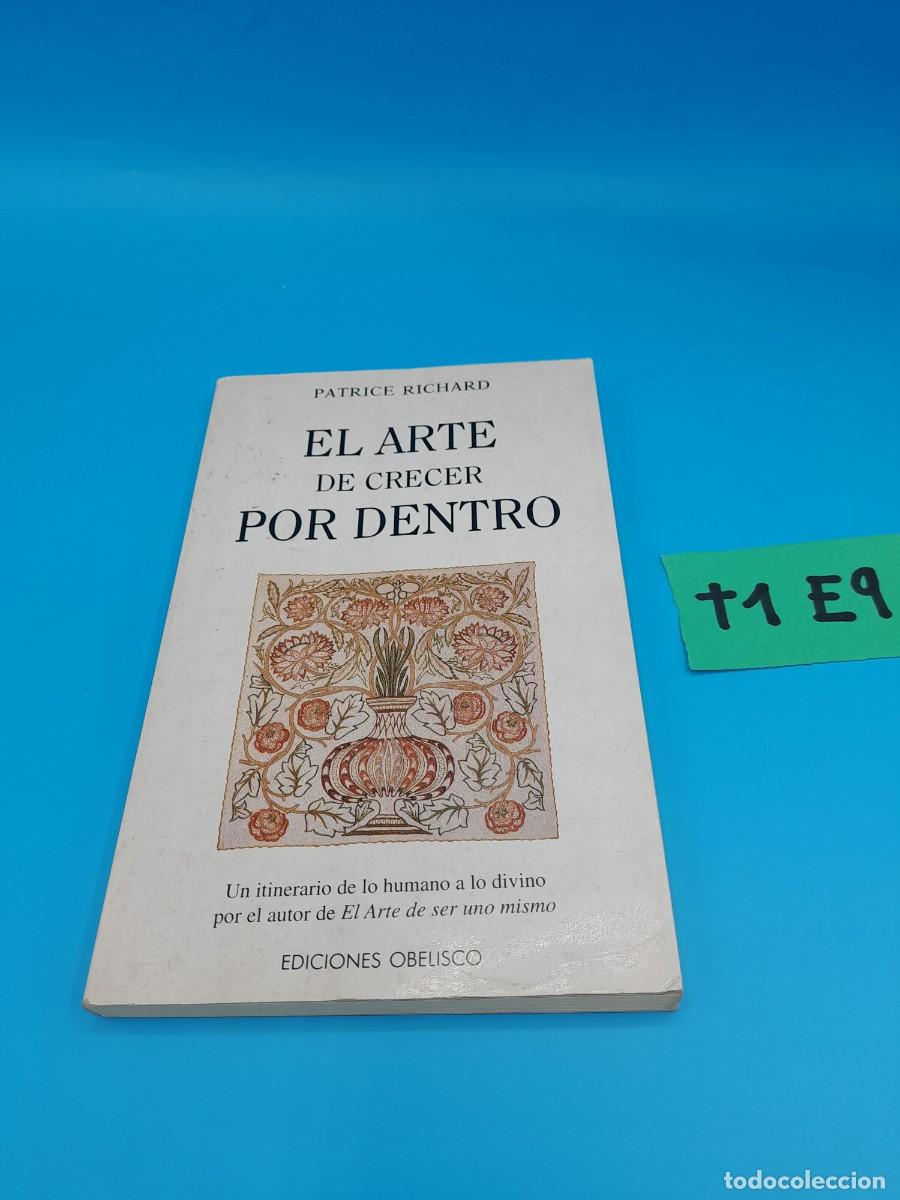 PATRICE RICHARD
EL ARTE
DE CRECER
POR DENTRO
Un itinerario de lo humano a lo divino
por el autor de El Arte de ser uno mismo
EDICIONES OBELISCO
t1 E9
todocoleccion